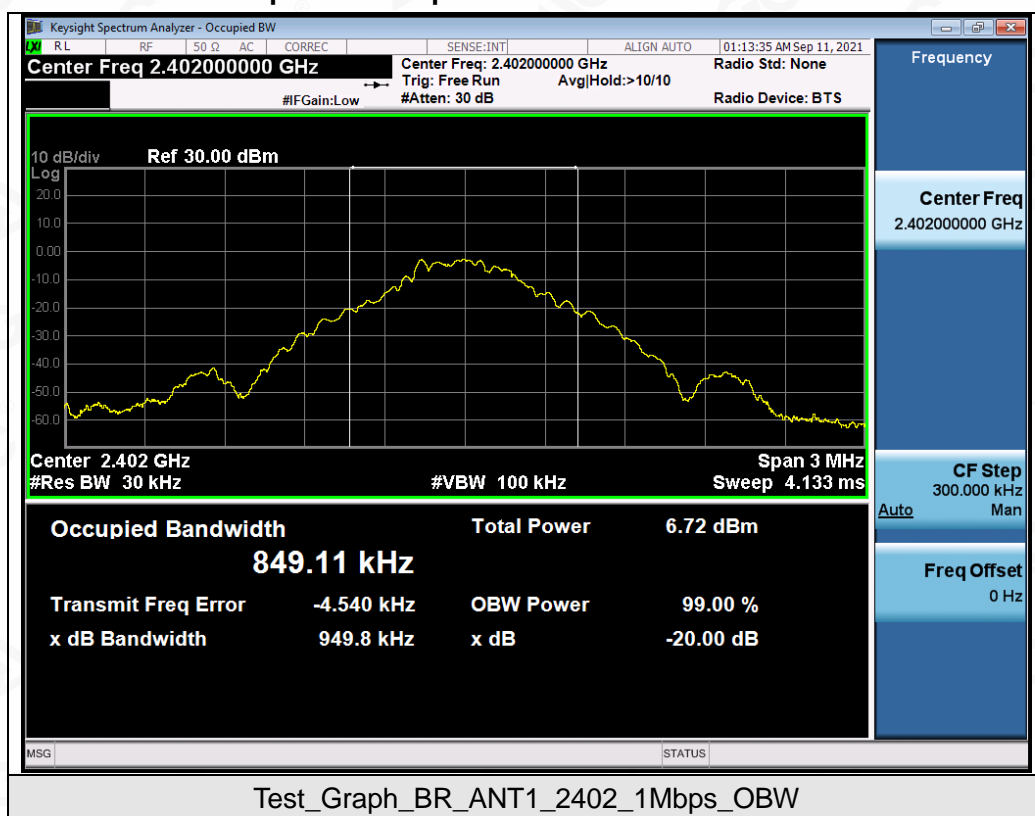 Keysight Spectrum Analyzer - Occupied BW
LXI RL RF 50 Ω AC CORREC SENSE:INT ALIGN AUTO 01:13:35 AM Sep 11, 2021
Center Freq 2.402000000 GHz
Center Freq: 2.402000000 GHz
Radio Std: None
Trig: Free Run Avg|Hold:>10/10
#IFGain:Low
#Atten: 30 dB
Radio Device: BTS
10 dB/div Ref 30.00 dBm
Log
20.0
10.0
0.00
-10.0
-20.0
-30.0
-40.0
-50.0
-60.0
Center 2.402 GHz Span 3 MHz
#Res BW 30 kHz #VBW 100 kHz Sweep 4.133 ms
Occupied Bandwidth Total Power 6.72 dBm
849.11 kHz
Transmit Freq Error -4.540 kHz OBW Power 99.00 %
x dB Bandwidth 949.8 kHz x dB -20.00 dB
MSG STATUS
Frequency
Center Freq
2.402000000 GHz
CF Step
300.000 kHz
Auto Man
Freq Offset
0 Hz
Test_Graph_BR_ANT1_2402_1Mbps_OBW